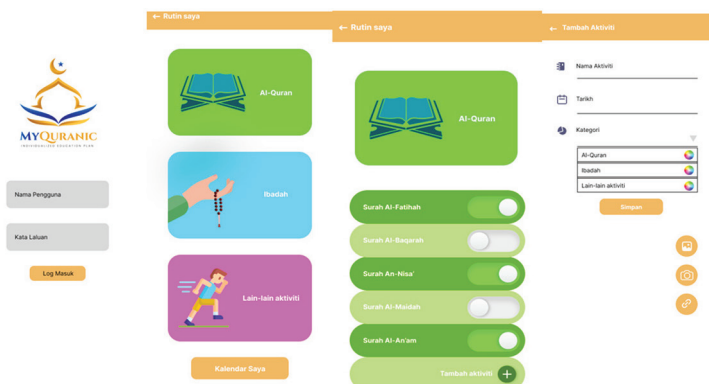 MYQURANIC
INDIVIDUALIZED EDUCATION PLAN
Nama Pengguna
Kata Laluan
Log Masuk
← Rutin saya
Al-Quran
Ibadah
Lain-lain aktiviti
Kalendar Saya
← Rutin saya
Al-Quran
Surah Al-Fatihah
Surah Al-Baqarah
Surah An-Nisa'
Surah Al-Maidah
Surah Al-An'am
Tambah aktiviti
← Tambah Aktiviti
Nama Aktiviti
Tarikh
Kategori
Al-Quran
Ibadah
Lain-lain aktiviti
Simpan